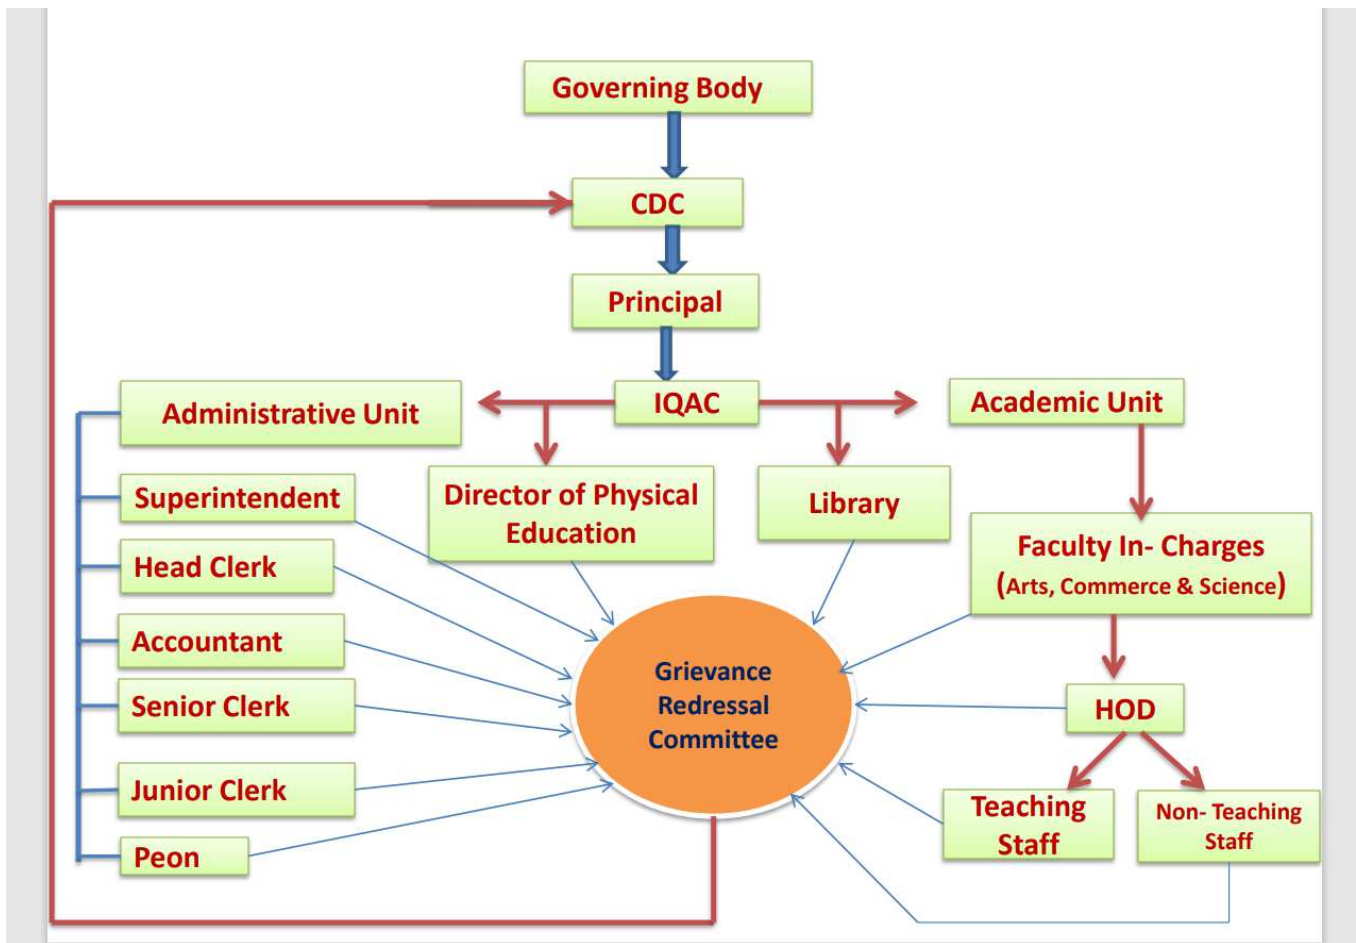 Governing Body
CDC
Principal
IQAC
Administrative Unit
Academic Unit
Superintendent
Director of Physical
Education
Library
Head Clerk
Faculty In- Charges
(Arts, Commerce & Science)
Accountant
Senior Clerk
Junior Clerk
Peon
Grievance
Redressal
Committee
HOD
Teaching
Staff
Non- Teaching
Staff